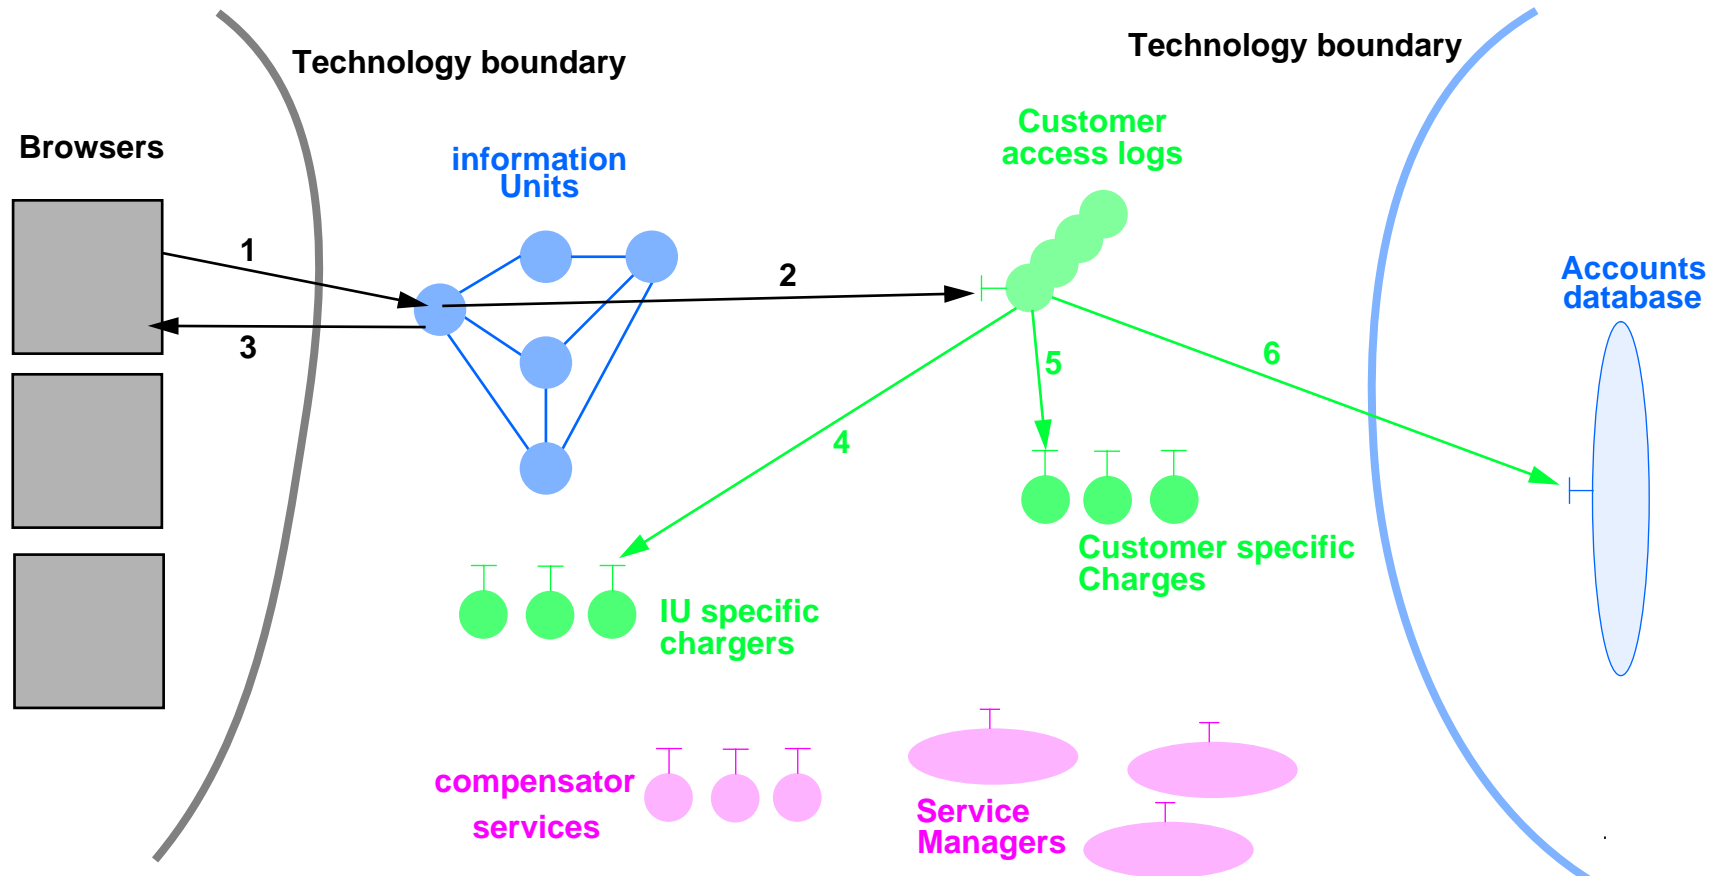 Technology boundary
Technology boundary
Browsers
information
Units
Customer
access logs
Accounts
database
1
2
3
4
5
6
Customer specific
Charges
IU specific
chargers
compensator
services
Service
Managers